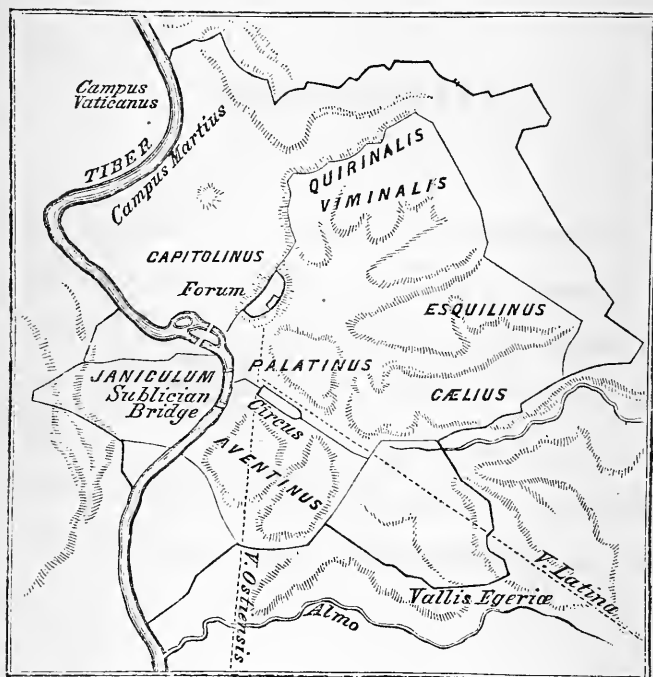 Campus
Vaticanus
TIBER
Campus Martius
QUIRINALIS
VIMINALIS
CAPITOLINUS
Forum
ESQUILINUS
PALATINUS
JANICULUM
Sublician
Bridge
CÆLIUS
Circus
AVENTINUS
V. Ostiensis
V. Latina
Vallis Egeriæ
Almo